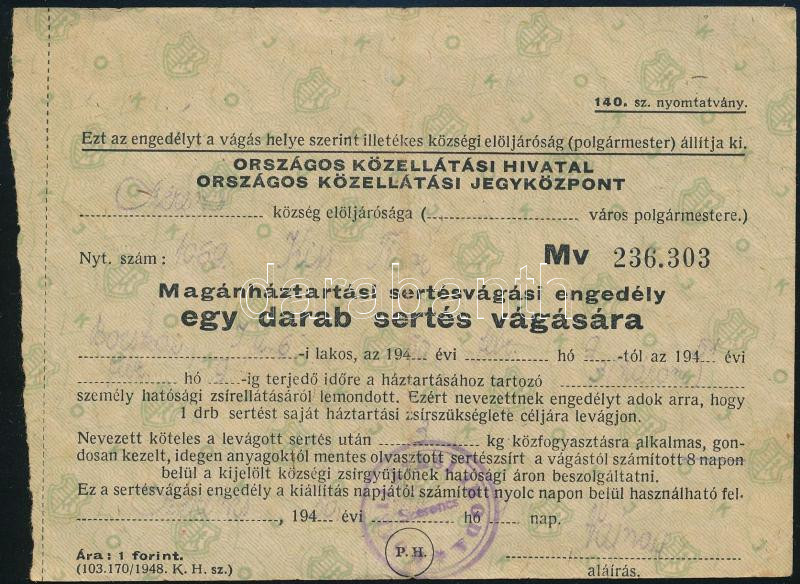 140. sz. nyomtatvány.
Ezt az engedélyt a vágás helye szerint illetékes községi elöljáróság (polgármester) állítja ki.
ORSZÁGOS KÖZELLÁTÁSI HIVATAL
ORSZÁGOS KÖZELLÁTÁSI JEGYKÖZPONT
község elöljárósága ( város polgármestere.)
Nyt. szám: Mv 236.303
darabanth
Magánháztartási sertésvágási engedély
egy darab sertés vágására
-i lakos, az 194 évi hó -tól az 194 évi
hó -ig terjedő időre a háztartásához tartozó
személy hatósági zsírellátásáról lemondott. Ezért nevezettnek engedélyt adok arra, hogy
1 drb sertést saját háztartási zsírszükséglete céljára levágjon.
Nevezett köteles a levágott sertés után kg közfogyasztásra alkalmas, gon-
dosan kezelt, idegen anyagoktól mentes olvasztott sertészsírt a vágástól számított 8 napon
belül a kijelölt községi zsirgyüjtőnek hatósági áron beszolgáltatni.
Ez a sertésvágási engedély a kiállítás napjától számított nyolc napon belül használható fel.
, 194 évi hó nap.
P. H.
Ára: 1 forint.
(103.170/1948. K. H. sz.) aláírás.